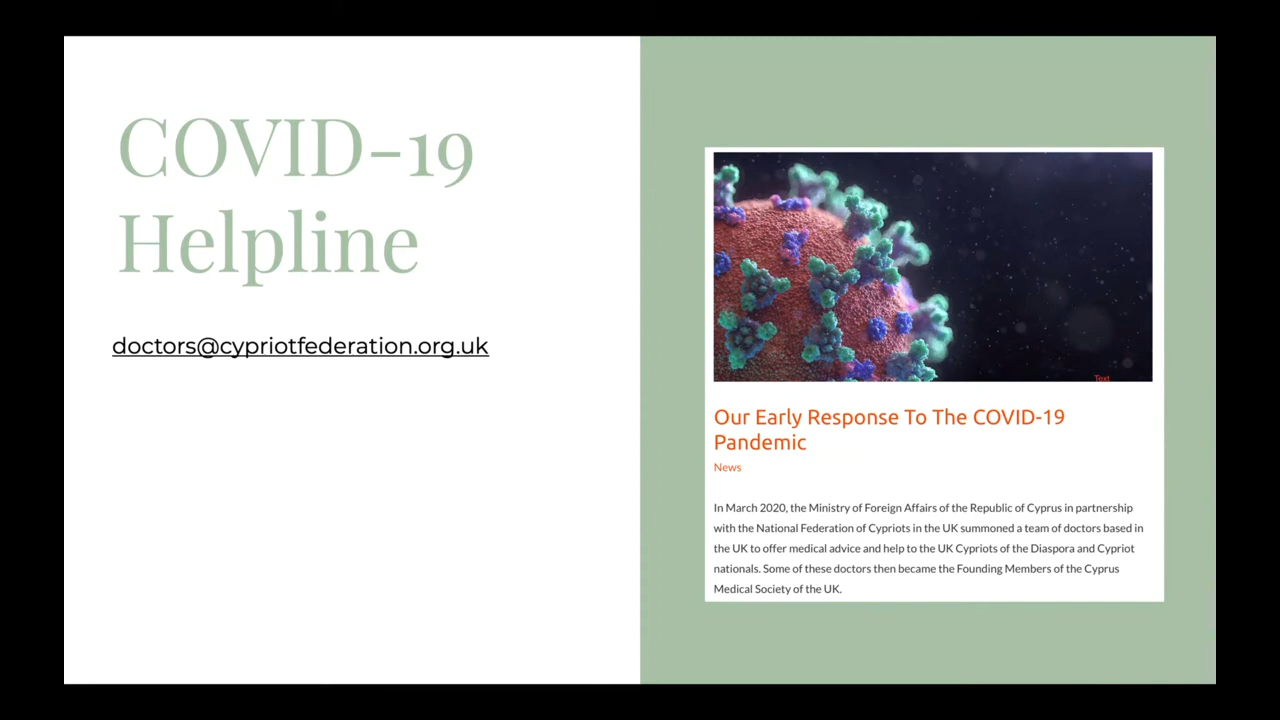 COVID-19
Helpline
doctors@cypriotfederation.org.uk
Text
Our Early Response To The COVID-19
Pandemic
News
In March 2020, the Ministry of Foreign Affairs of the Republic of Cyprus in partnership
with the National Federation of Cypriots in the UK summoned a team of doctors based in
the UK to offer medical advice and help to the UK Cypriots of the Diaspora and Cypriot
nationals. Some of these doctors then became the Founding Members of the Cyprus
Medical Society of the UK.